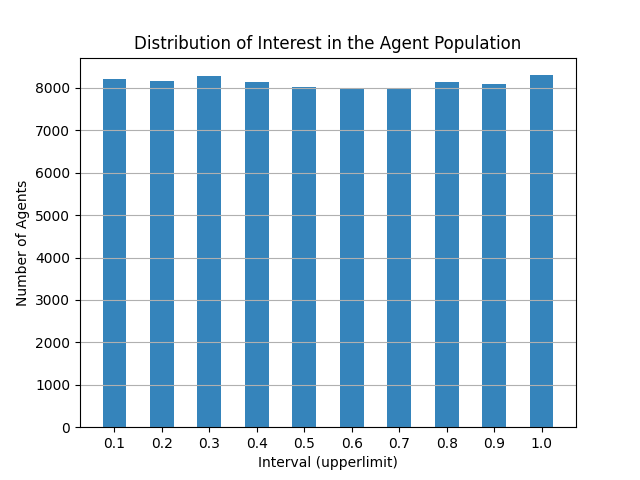 Distribution of Interest in the Agent Population
Number of Agents
8000
7000
6000
5000
4000
3000
2000
1000
0
0.1 0.2 0.3 0.4 0.5 0.6 0.7 0.8 0.9 1.0
Interval (upperlimit)